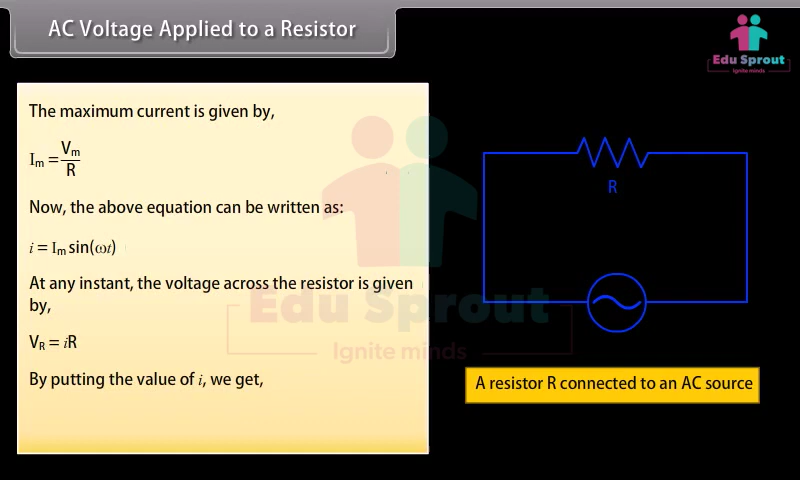 AC Voltage Applied to a Resistor
Edu Sprout
Ignite minds
The maximum current is given by,
Iₘ = Vₘ/R
Now, the above equation can be written as:
i = Iₘ sin(ωt)
At any instant, the voltage across the resistor is given
by,
V_R = iR
By putting the value of i, we get,
R
A resistor R connected to an AC source
Edu Sprout
Ignite minds